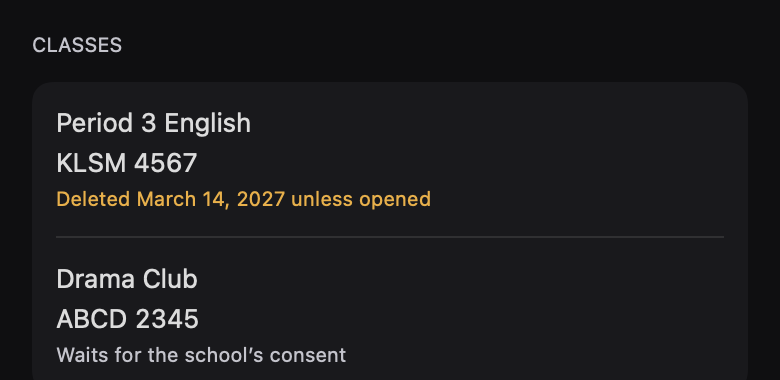 CLASSES
Period 3 English
KLSM 4567
Deleted March 14, 2027 unless opened
Drama Club
ABCD 2345
Waits for the school’s consent